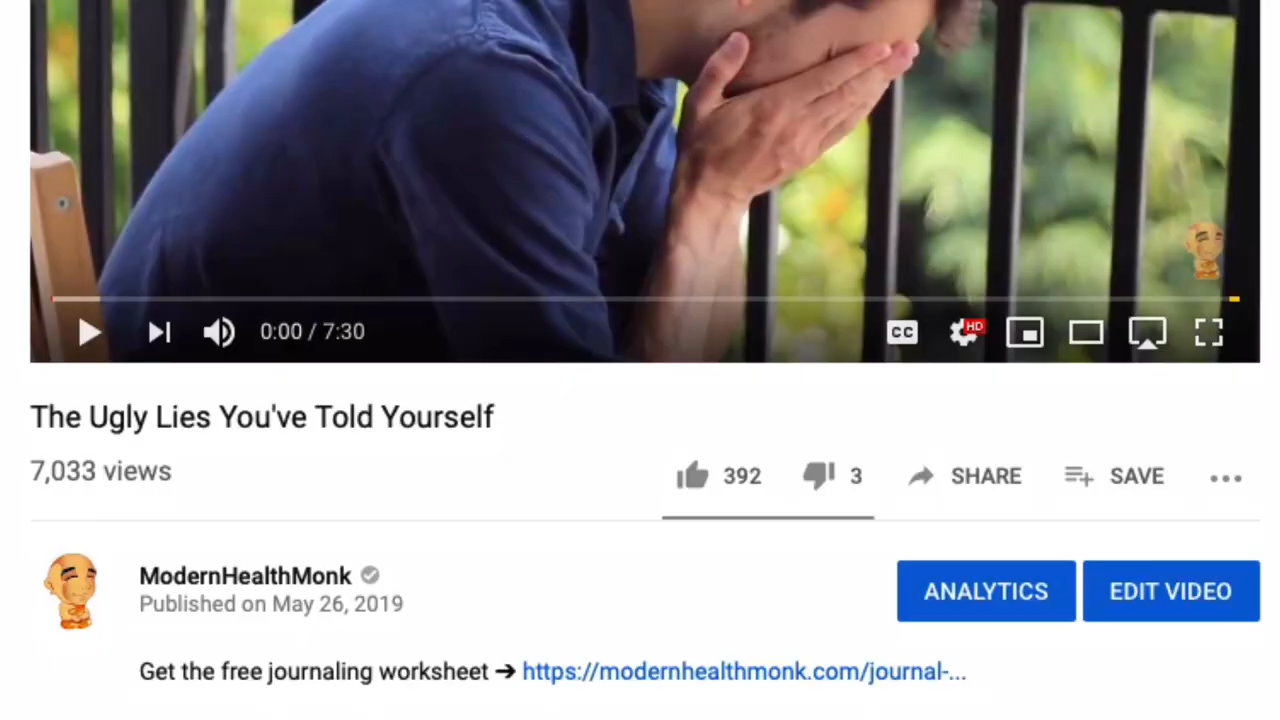 0:00 / 7:30
CC
HD
The Ugly Lies You've Told Yourself
7,033 views
392
3
SHARE
SAVE
ModernHealthMonk
Published on May 26, 2019
ANALYTICS
EDIT VIDEO
Get the free journaling worksheet ➔ https://modernhealthmonk.com/journal-...